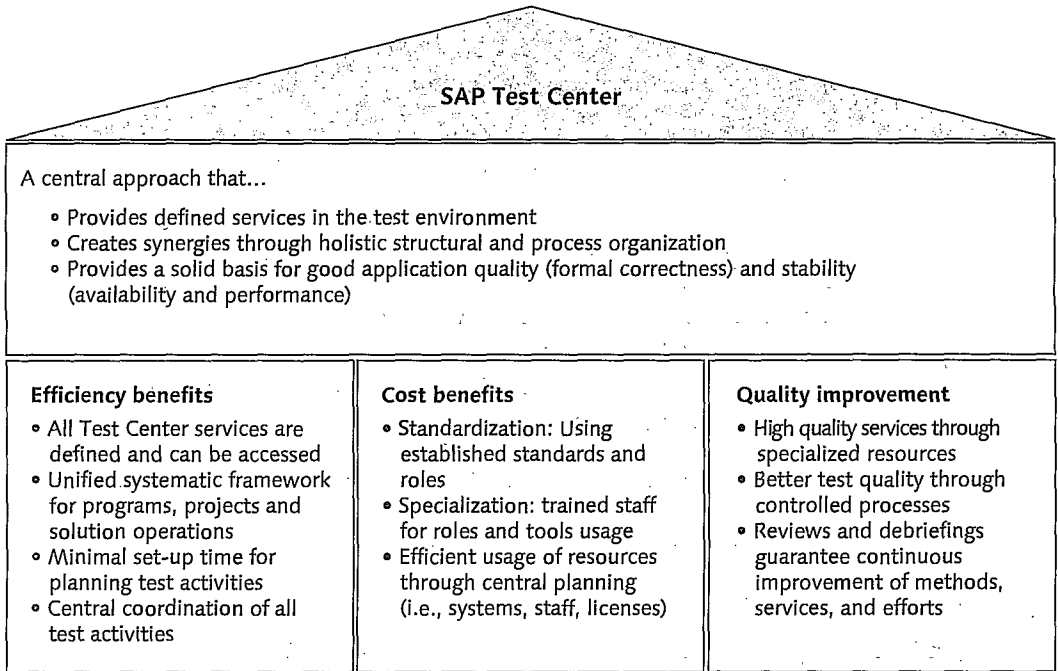 SAP Test Center
A central approach that...
• Provides defined services in the test environment
• Creates synergies through holistic structural and process organization
• Provides a solid basis for good application quality (formal correctness) and stability
(availability and performance)
Efficiency benefits
• All Test Center services are
defined and can be accessed
• Unified systematic framework
for programs, projects and
solution operations
• Minimal set-up time for
planning test activities
• Central coordination of all
test activities
Cost benefits
• Standardization: Using
established standards and
roles
• Specialization: trained staff
for roles and tools usage
• Efficient usage of resources
through central planning
(i.e., systems, staff, licenses)
Quality improvement
• High quality services through
specialized resources
• Better test quality through
controlled processes
• Reviews and debriefings
guarantee continuous
improvement of methods,
services, and efforts